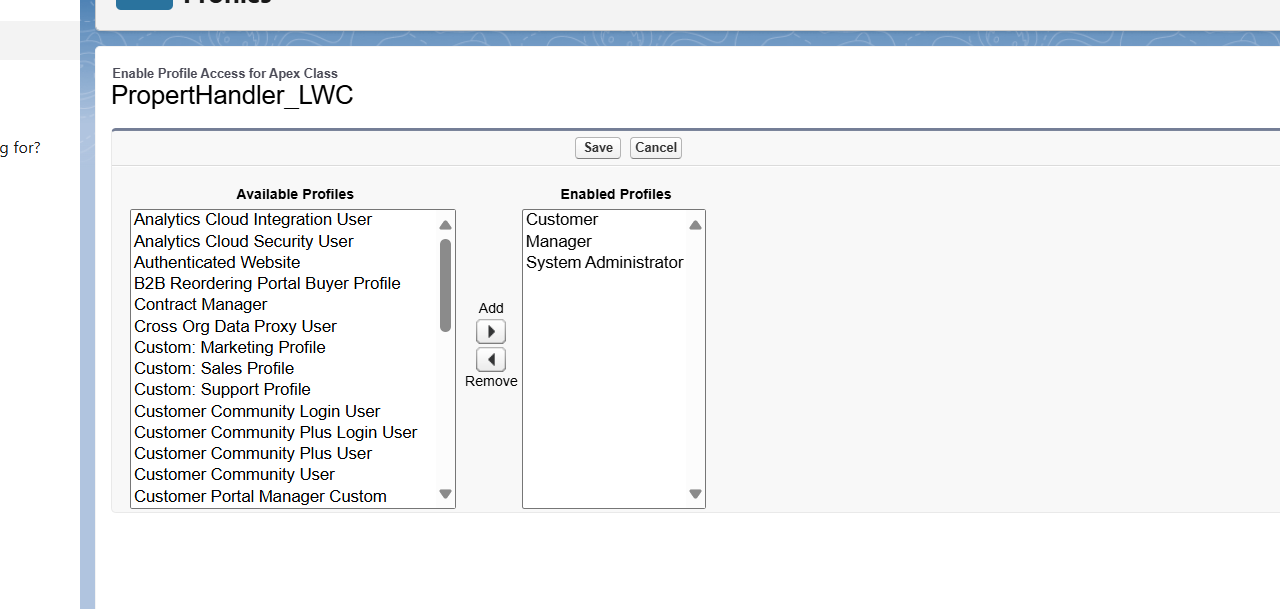 Profiles
g for?
Enable Profile Access for Apex Class
PropertHandler_LWC
Save Cancel
Available Profiles
Analytics Cloud Integration User
Analytics Cloud Security User
Authenticated Website
B2B Reordering Portal Buyer Profile
Contract Manager
Cross Org Data Proxy User
Custom: Marketing Profile
Custom: Sales Profile
Custom: Support Profile
Customer Community Login User
Customer Community Plus Login User
Customer Community Plus User
Customer Community User
Customer Portal Manager Custom
Add
Remove
Enabled Profiles
Customer
Manager
System Administrator